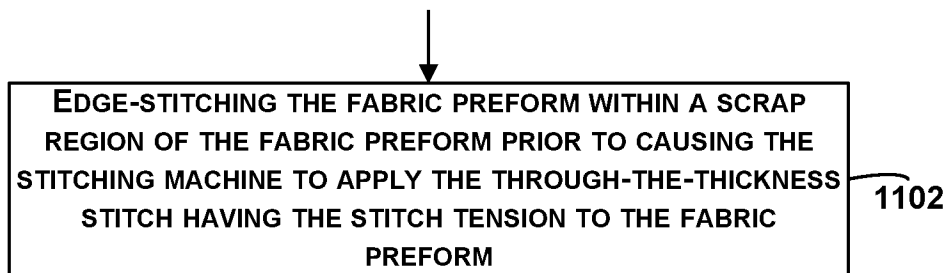 EDGE-STITCHING THE FABRIC PREFORM WITHIN A SCRAP
REGION OF THE FABRIC PREFORM PRIOR TO CAUSING THE
STITCHING MACHINE TO APPLY THE THROUGH-THE-THICKNESS
STITCH HAVING THE STITCH TENSION TO THE FABRIC
PREFORM
1102